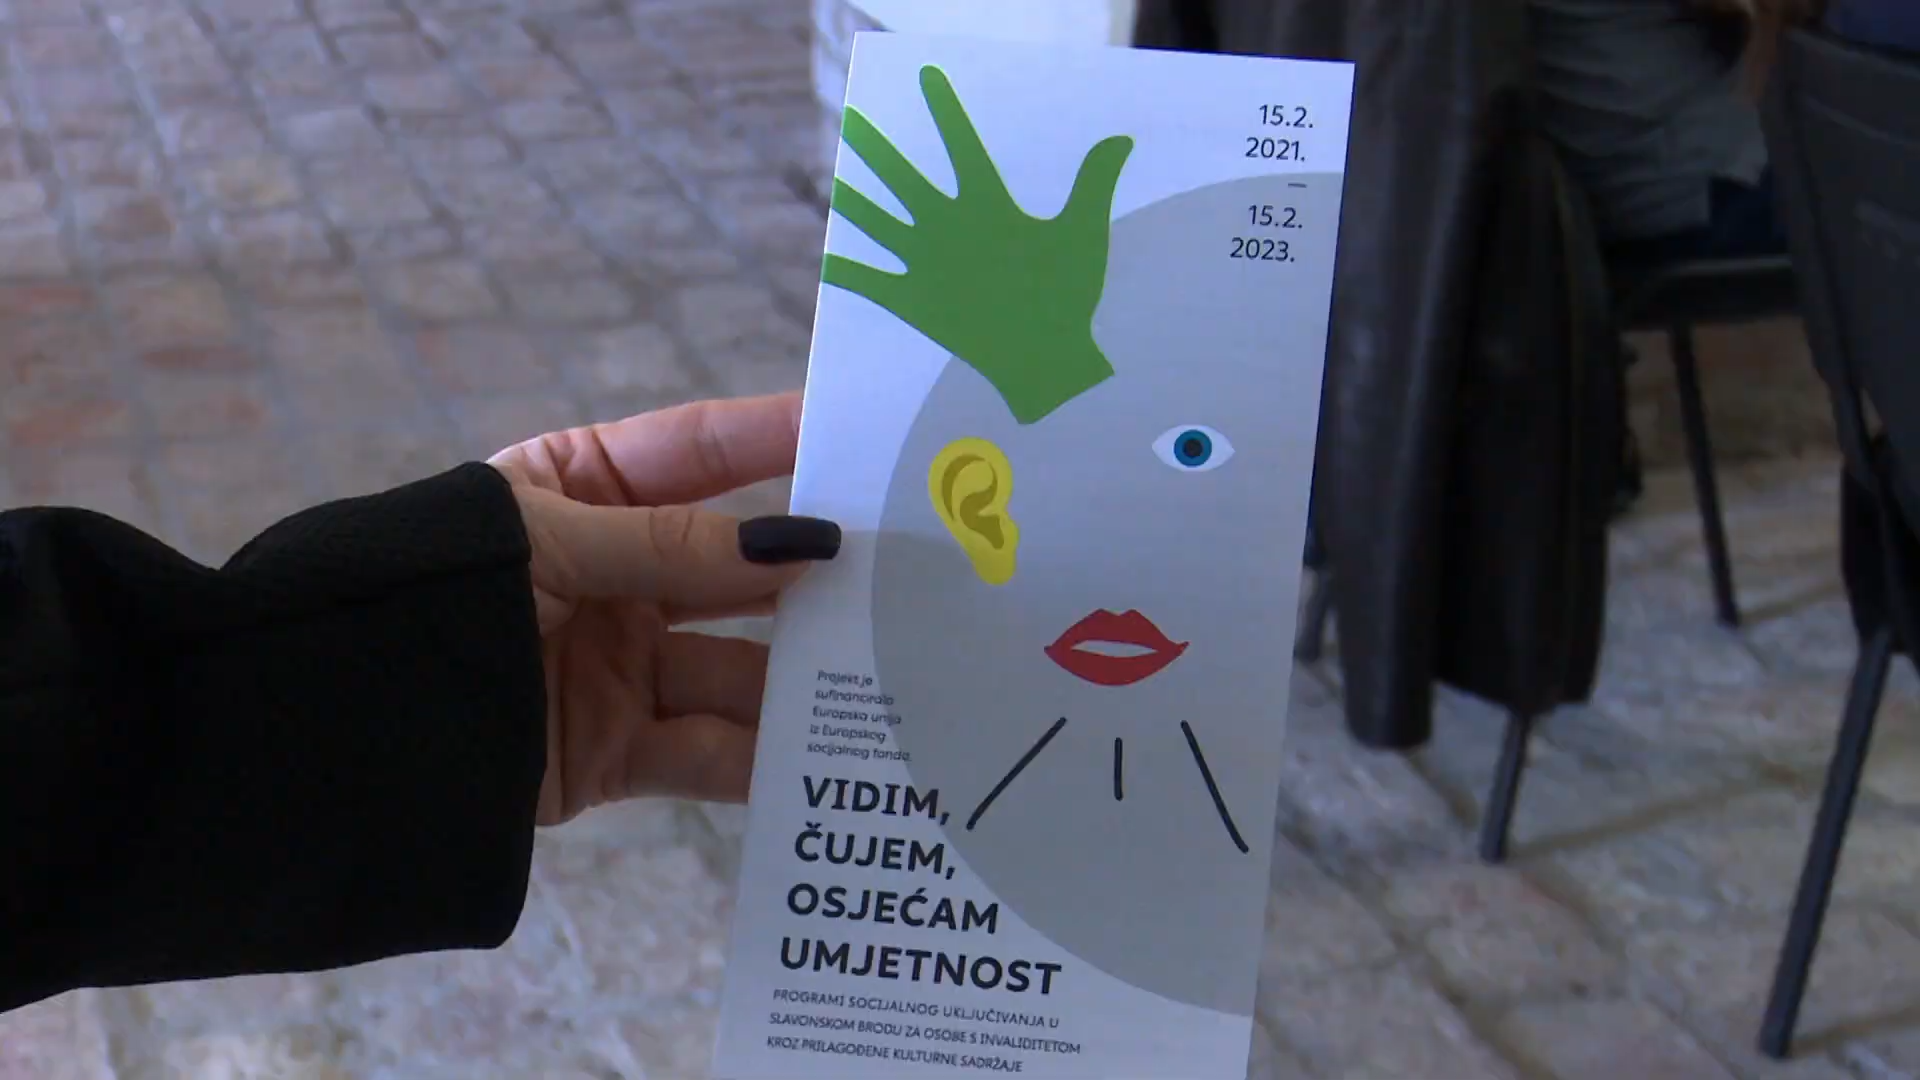 15.2.
2021.
–
15.2.
2023.
Projekt je
sufinancirala
Europska unija
iz Europskog
socijalnog fonda.
VIDIM,
ČUJEM,
OSJEĆAM
UMJETNOST
PROGRAMI SOCIJALNOG UKLJUČIVANJA U
SLAVONSKOM BRODU ZA OSOBE S INVALIDITETOM
KROZ PRILAGOĐENE KULTURNE SADRŽAJE